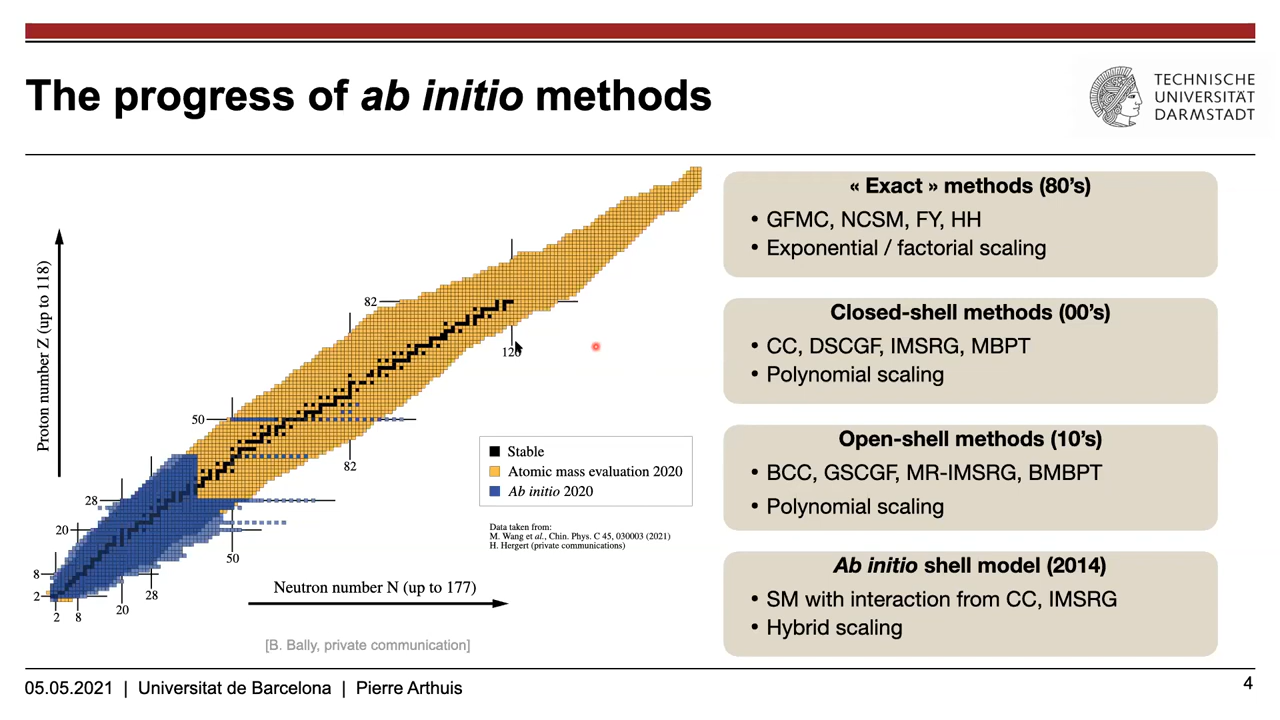 The progress of ab initio methods
TECHNISCHE
UNIVERSITÄT
DARMSTADT
Proton number Z (up to 118)
82
50
28
20
8
2
2
8
20
28
50
82
126
Neutron number N (up to 177)
Stable
Atomic mass evaluation 2020
Ab initio 2020
Data taken from:
M. Wang et al., Chin. Phys. C 45, 030003 (2021)
H. Hergert (private communications)
[B. Bally, private communication]
« Exact » methods (80's)
• GFMC, NCSM, FY, HH
• Exponential / factorial scaling
Closed-shell methods (00's)
• CC, DSCGF, IMSRG, MBPT
• Polynomial scaling
Open-shell methods (10's)
• BCC, GSCGF, MR-IMSRG, BMBPT
• Polynomial scaling
Ab initio shell model (2014)
• SM with interaction from CC, IMSRG
• Hybrid scaling
05.05.2021 | Universitat de Barcelona | Pierre Arthuis
4